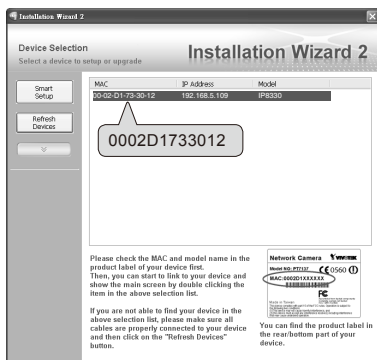 Installation Wizard 2
Device Selection
Select a device to setup or upgrade
Installation Wizard 2
Smart
Setup
Refresh
Devices
MAC IP Address Model
00-02-D1-73-30-12 192.168.5.109 IP8330
0002D1733012
Please check the MAC and model name in the
product label of your device first.
Then, you can start to link to your device and
show the main screen by double clicking the
item in the above selection list.
If you are not able to find your device in the
above selection list, please make sure all
cables are properly connected to your device
and then click on the "Refresh Devices"
button.
Network Camera VIVOTEK
Model NO: PT7137 CE 0560
MAC:0002D1XXXXXX
FC
Made in Taiwan
You can find the product label in
the rear/bottom part of your
device.